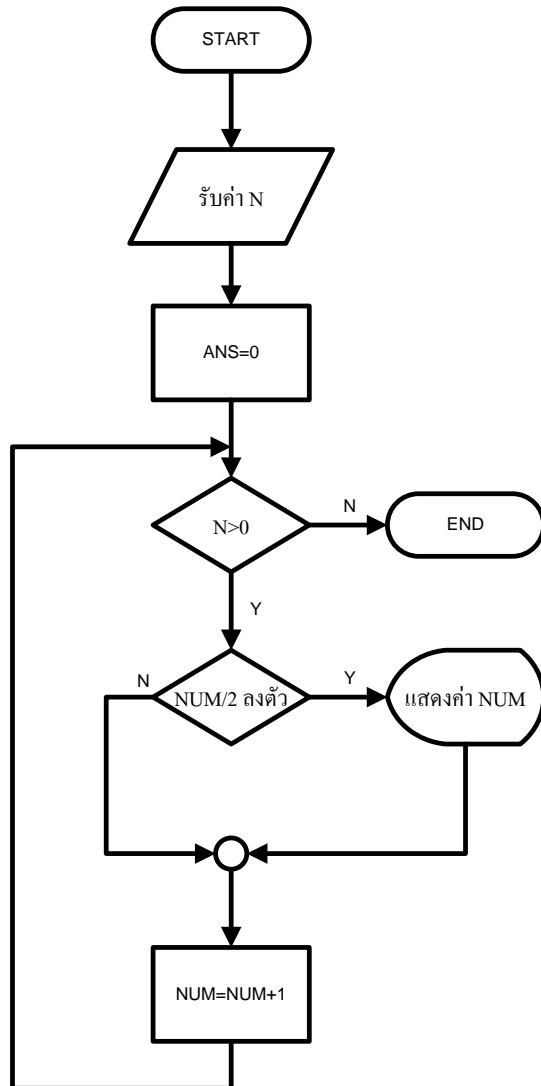 START
รับค่า N
ANS=0
N>0
N
END
Y
N
NUM/2 ลงตัว
Y
แสดงค่า NUM
NUM=NUM+1